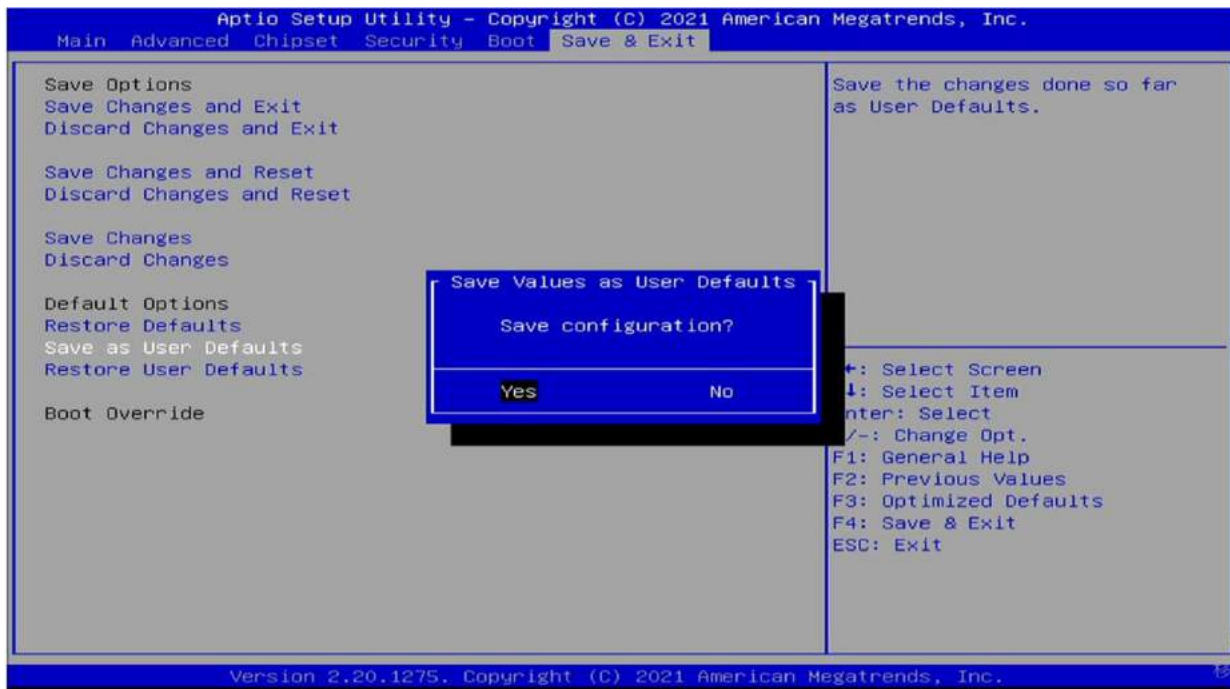 Aptio Setup Utility – Copyright (C) 2021 American Megatrends, Inc.
Main Advanced Chipset Security Boot Save & Exit
Save Options
Save Changes and Exit
Discard Changes and Exit
Save Changes and Reset
Discard Changes and Reset
Save Changes
Discard Changes
Default Options
Restore Defaults
Save as User Defaults
Restore User Defaults
Boot Override
Save Values as User Defaults
Save configuration?
Yes No
Save the changes done so far
as User Defaults.
←: Select Screen
↓: Select Item
nter: Select
/-: Change Opt.
F1: General Help
F2: Previous Values
F3: Optimized Defaults
F4: Save & Exit
ESC: Exit
Version 2.20.1275. Copyright (C) 2021 American Megatrends, Inc.